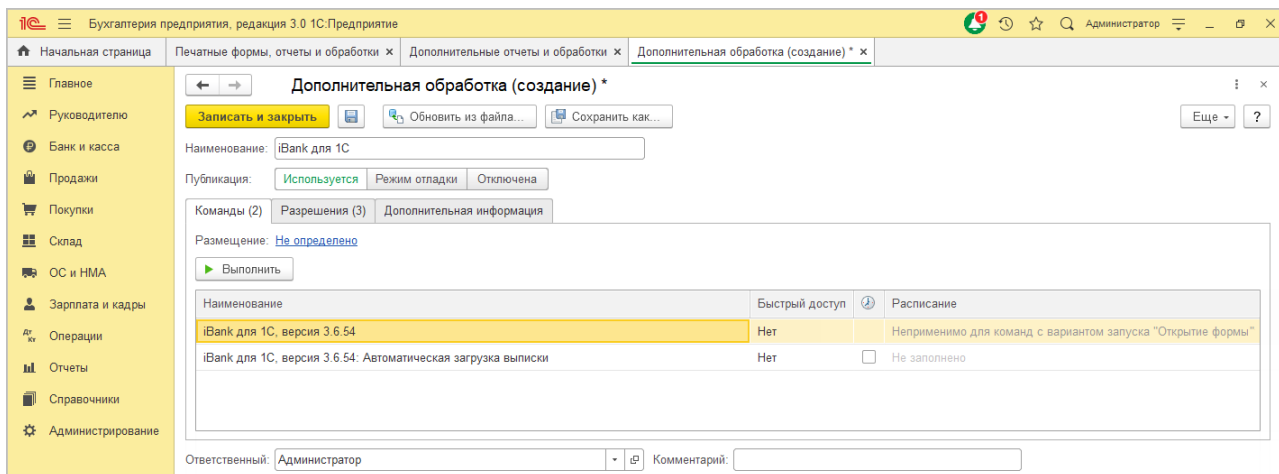 1С Бухгалтерия предприятия, редакция 3.0 1С:Предприятие 1 Администратор
Начальная страница Печатные формы, отчеты и обработки × Дополнительные отчеты и обработки × Дополнительная обработка (создание) * ×
Главное
Руководителю
Банк и касса
Продажи
Покупки
Склад
ОС и НМА
Зарплата и кадры
Дт Кт Операции
Отчеты
Справочники
Администрирование
Дополнительная обработка (создание) *
Записать и закрыть Обновить из файла... Сохранить как... Еще ?
Наименование: iBank для 1С
Публикация: Используется Режим отладки Отключена
Команды (2) Разрешения (3) Дополнительная информация
Размещение: Не определено
Выполнить
Наименование Быстрый доступ Расписание
iBank для 1С, версия 3.6.54 Нет Неприменимо для команд с вариантом запуска "Открытие формы"
iBank для 1С, версия 3.6.54: Автоматическая загрузка выписки Нет Не заполнено
Ответственный: Администратор Комментарий: